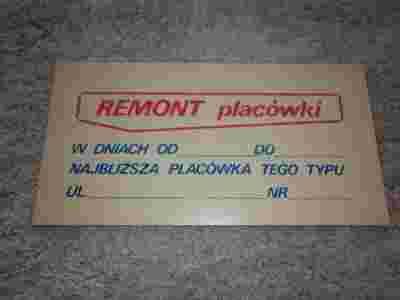 REMONT placówki
W DNIACH OD DO
NAJBLIŻSZA PLACÓWKA TEGO TYPU
UL NR